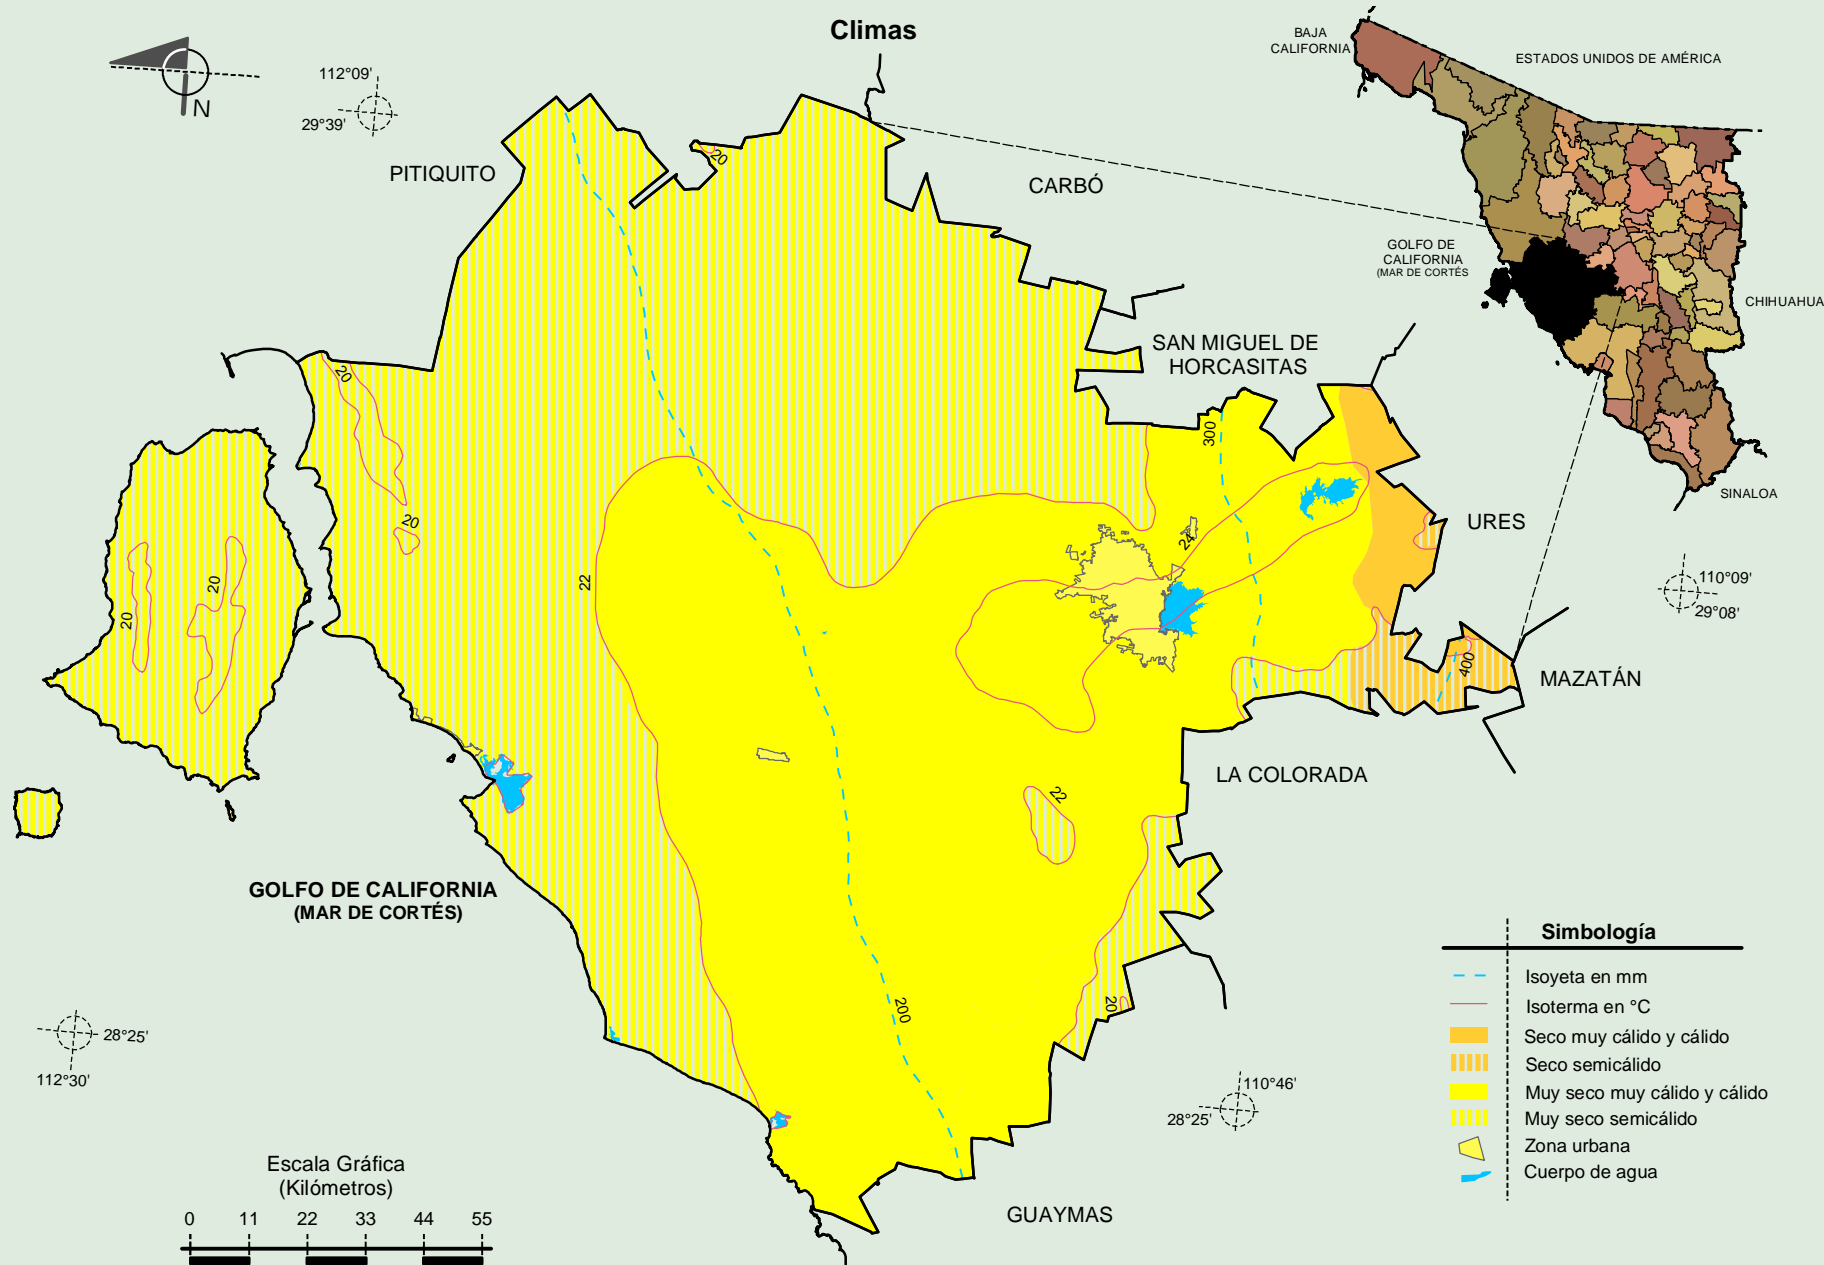 Climas
N
112°09'
29°39'
PITIQUITO
CARBÓ
SAN MIGUEL DE
HORCASITAS
URES
MAZATÁN
LA COLORADA
GUAYMAS
GOLFO DE CALIFORNIA
(MAR DE CORTÉS)
20
20
20
20
20
22
22
24
20
200
300
400
110°09'
29°08'
28°25'
112°30'
110°46'
28°25'
BAJA
CALIFORNIA
ESTADOS UNIDOS DE AMÉRICA
GOLFO DE
CALIFORNIA
(MAR DE CORTÉS
CHIHUAHUA
SINALOA
Simbología
Isoyeta en mm
Isoterma en °C
Seco muy cálido y cálido
Seco semicálido
Muy seco muy cálido y cálido
Muy seco semicálido
Zona urbana
Cuerpo de agua
Escala Gráfica
(Kilómetros)
0 11 22 33 44 55